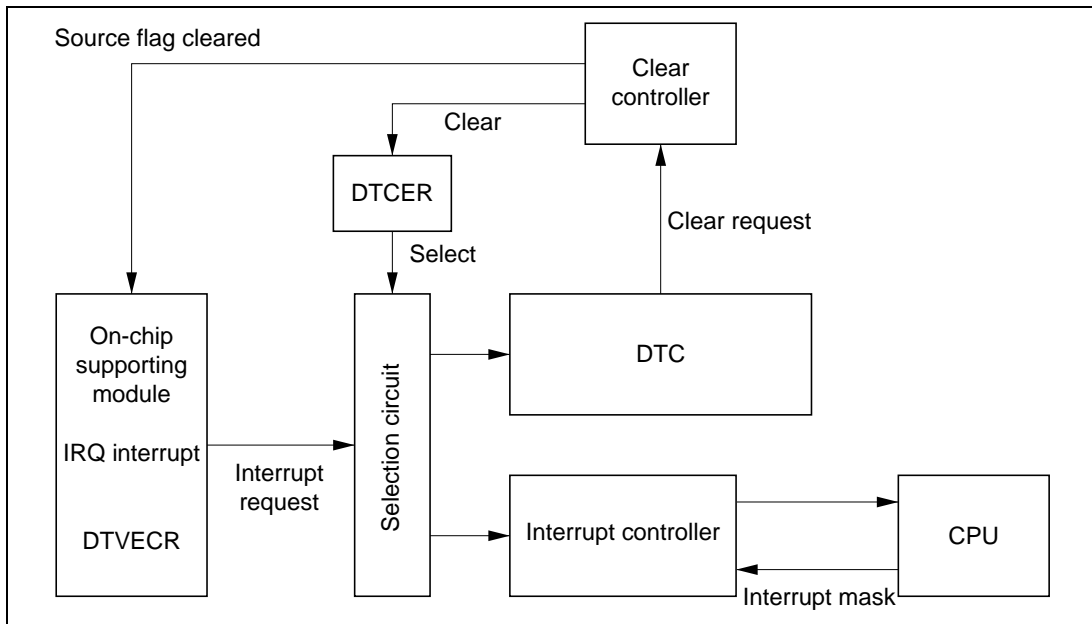 Source flag cleared
Clear
controller
Clear
DTCER
Clear request
Select
On-chip
supporting
module
IRQ interrupt
DTVECR
Interrupt
request
Selection circuit
DTC
Interrupt controller
CPU
Interrupt mask